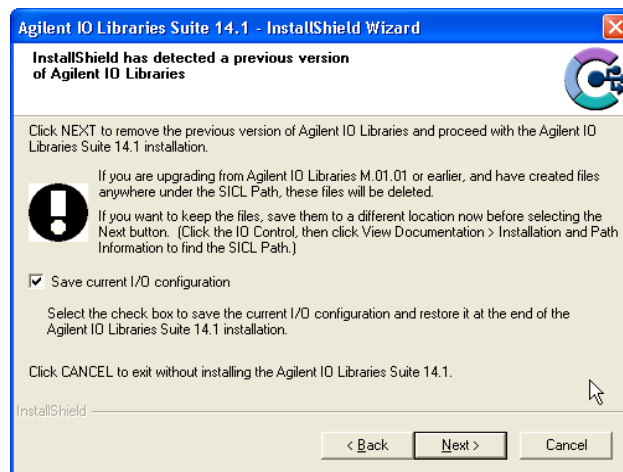 Agilent IO Libraries Suite 14.1 - InstallShield Wizard
InstallShield has detected a previous version
of Agilent IO Libraries
Click NEXT to remove the previous version of Agilent IO Libraries and proceed with the Agilent IO
Libraries Suite 14.1 installation.
If you are upgrading from Agilent IO Libraries M.01.01 or earlier, and have created files
anywhere under the SICL Path, these files will be deleted.
If you want to keep the files, save them to a different location now before selecting the
Next button. (Click the IO Control, then click View Documentation > Installation and Path
Information to find the SICL Path.)
Save current I/O configuration
Select the check box to save the current I/O configuration and restore it at the end of the
Agilent IO Libraries Suite 14.1 installation.
Click CANCEL to exit without installing the Agilent IO Libraries Suite 14.1.
InstallShield
< Back Next > Cancel